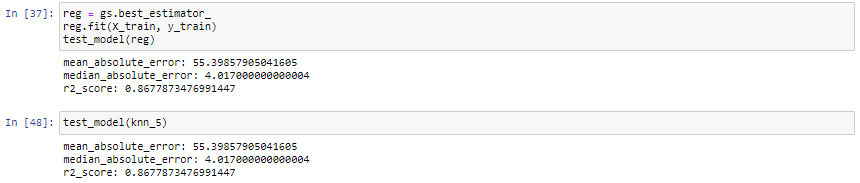 In [37]: reg = gs.best_estimator_
reg.fit(X_train, y_train)
test_model(reg)
mean_absolute_error: 55.39857905041605
median_absolute_error: 4.017000000000004
r2_score: 0.8677873476991447
In [48]: test_model(knn_5)
mean_absolute_error: 55.39857905041605
median_absolute_error: 4.017000000000004
r2_score: 0.8677873476991447